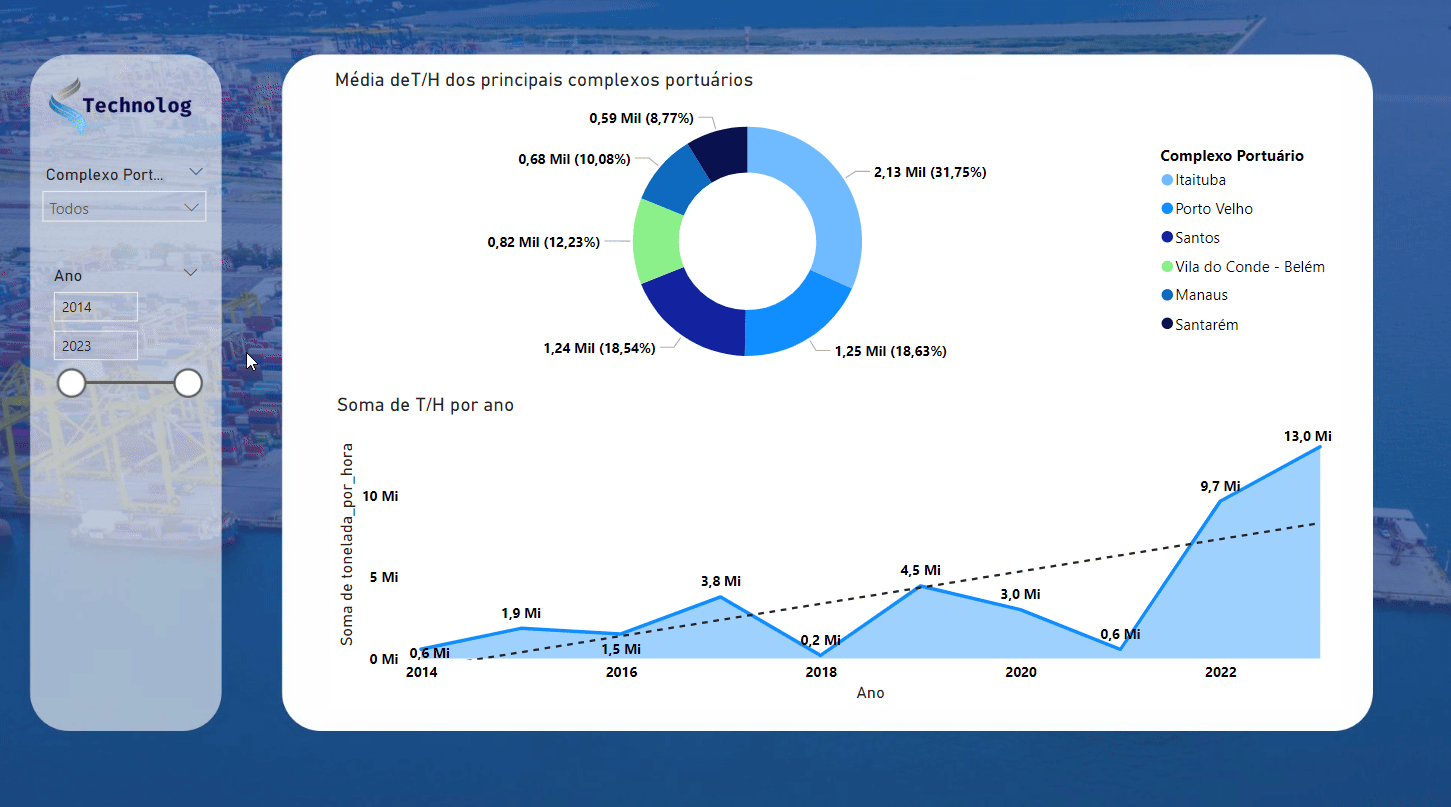 Technolog
Complexo Port...
Todos
Ano
2014
2023
Média deT/H dos principais complexos portuários
0,59 Mil (8,77%)
0,68 Mil (10,08%)
2,13 Mil (31,75%)
0,82 Mil (12,23%)
1,24 Mil (18,54%)
1,25 Mil (18,63%)
Complexo Portuário
Itaituba
Porto Velho
Santos
Vila do Conde - Belém
Manaus
Santarém
Soma de T/H por ano
Soma de tonelada_por_hora
10 Mi
5 Mi
0 Mi
0,6 Mi
1,9 Mi
1,5 Mi
3,8 Mi
0,2 Mi
4,5 Mi
3,0 Mi
0,6 Mi
9,7 Mi
13,0 Mi
2014
2016
2018
2020
2022
Ano